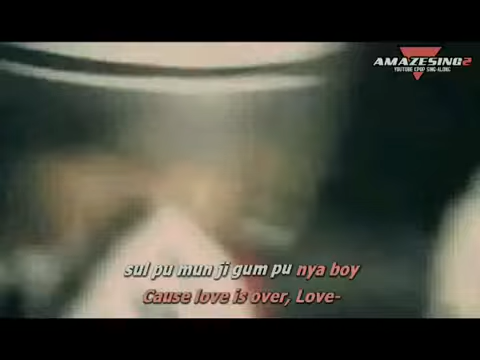 AMAZESING2
YOUTUBE KPOP SING-ALONG
sul pu mun ji gum pu nya boy
Cause love is over, Love-